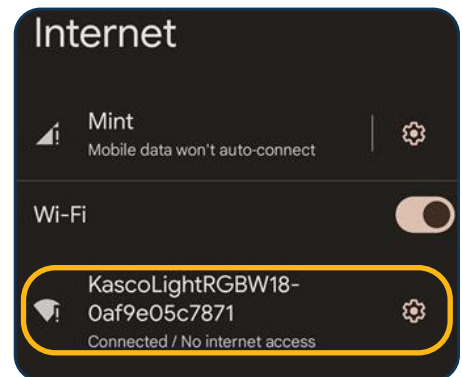 Internet
Mint
Mobile data won't auto-connect
Wi-Fi
KascoLightRGBW18-
0af9e05c7871
Connected / No internet access